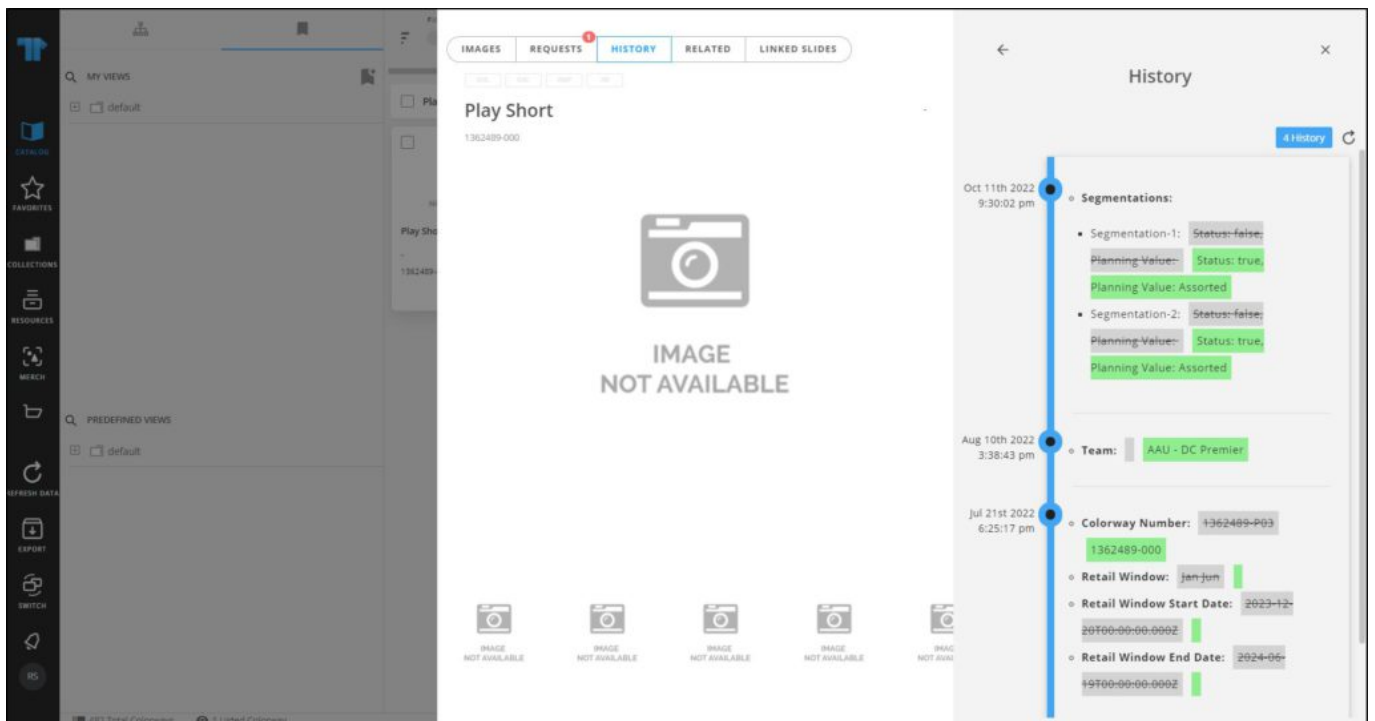 MY VIEWS
default
CATALOG
FAVORITES
COLLECTIONS
RESOURCES
MERCH
PREDEFINED VIEWS
default
REFRESH DATA
EXPORT
SWITCH
RS
Pla
Play Sho
1362489-
IMAGES REQUESTS 1 HISTORY RELATED LINKED SLIDES
Play Short
-
1362489-000
IMAGE
NOT AVAILABLE
IMAGE IMAGE IMAGE IMAGE IMAG
NOT AVAILABLE NOT AVAILABLE NOT AVAILABLE NOT AVAILABLE NOT AVA
History
4 History
Oct 11th 2022
9:30:02 pm
Segmentations:
Segmentation-1: Status: false,
Planning Value: Status: true,
Planning Value: Assorted
Segmentation-2: Status: false,
Planning Value: Status: true,
Planning Value: Assorted
Aug 10th 2022
3:38:43 pm
Team: AAU - DC Premier
Jul 21st 2022
6:25:17 pm
Colorway Number: 1362489-P03
1362489-000
Retail Window: Jan-Jun
Retail Window Start Date: 2023-12-
20T00:00:00.000Z
Retail Window End Date: 2024-06-
19T00:00:00.000Z